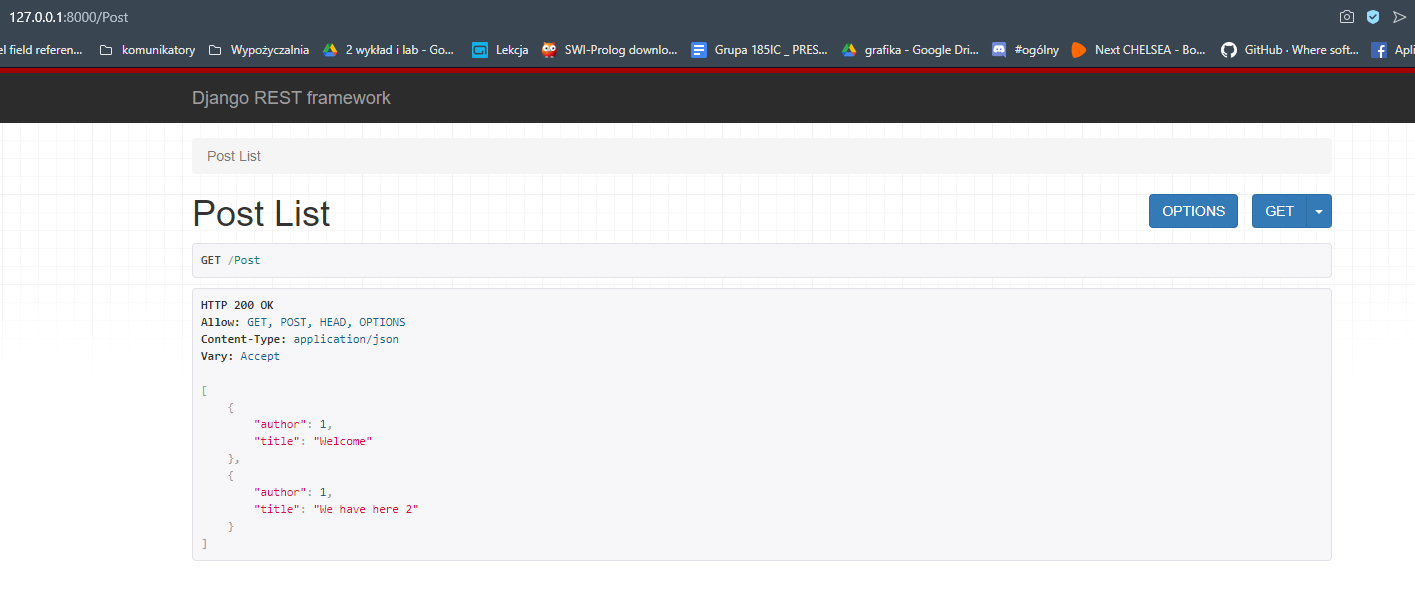 127.0.0.1:8000/Post
el field referen... komunikatory Wypożyczalnia 2 wykład i lab - Go... Lekcja SWI-Prolog downlo... Grupa 185IC _ PRES... grafika - Google Dri... #ogólny Next CHELSEA - Bo... GitHub · Where soft... Apli
Django REST framework
Post List
Post List OPTIONS GET
GET /Post
HTTP 200 OK
Allow: GET, POST, HEAD, OPTIONS
Content-Type: application/json
Vary: Accept
[
    {
        "author": 1,
        "title": "Welcome"
    },
    {
        "author": 1,
        "title": "We have here 2"
    }
]